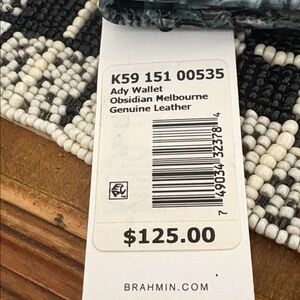 K59 151 00535
Ady Wallet
Obsidian Melbourne
Genuine Leather
7 49034 32378 4
$125.00
BRAHMIN.COM